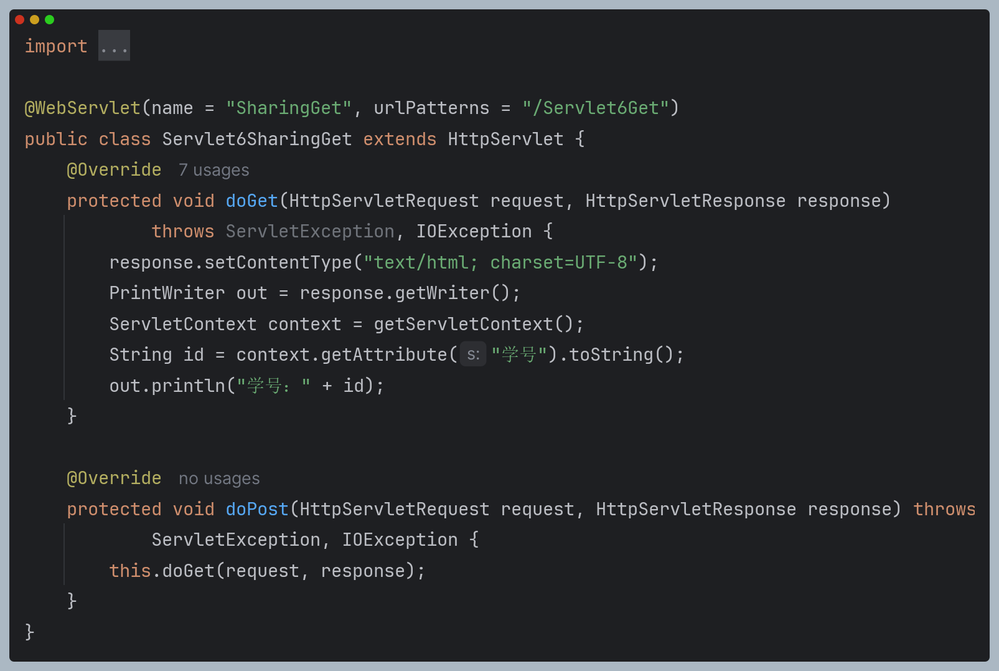 import ...
@WebServlet(name = "SharingGet", urlPatterns = "/Servlet6Get")
public class Servlet6SharingGet extends HttpServlet {
@Override 7 usages
protected void doGet(HttpServletRequest request, HttpServletResponse response)
throws ServletException, IOException {
response.setContentType("text/html; charset=UTF-8");
PrintWriter out = response.getWriter();
ServletContext context = getServletContext();
String id = context.getAttribute( s: "学号").toString();
out.println("学号：" + id);
}
@Override no usages
protected void doPost(HttpServletRequest request, HttpServletResponse response) throws
ServletException, IOException {
this.doGet(request, response);
}
}